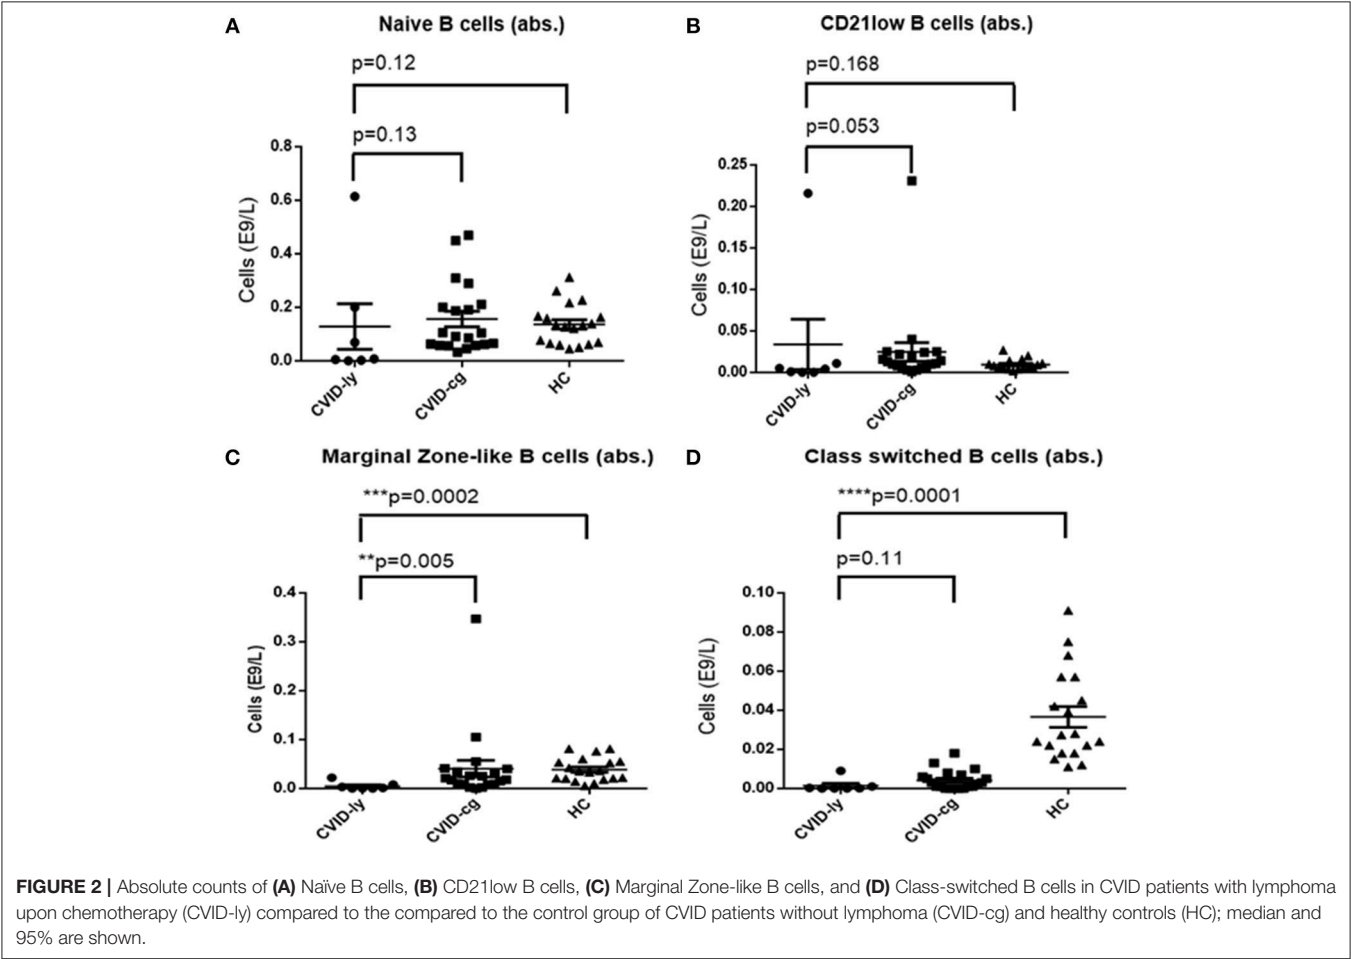 A
Naive B cells (abs.)
p=0.12
p=0.13
0.8
0.6
0.4
0.2
0.0
Cells (E9/L)
CVID-ly
CVID-cg
HC
B
CD21low B cells (abs.)
p=0.168
p=0.053
0.25
0.20
0.15
0.10
0.05
0.00
Cells (E9/L)
CVID-ly
CVID-cg
HC
C
Marginal Zone-like B cells (abs.)
***p=0.0002
**p=0.005
0.4
0.3
0.2
0.1
0.0
Cells (E9/L)
CVID-ly
CVID-cg
HC
D
Class switched B cells (abs.)
****p=0.0001
p=0.11
0.10
0.08
0.06
0.04
0.02
0.00
Cells (E9/L)
CVID-ly
CVID-cg
HC
FIGURE 2 | Absolute counts of (A) Naïve B cells, (B) CD21low B cells, (C) Marginal Zone-like B cells, and (D) Class-switched B cells in CVID patients with lymphoma
upon chemotherapy (CVID-ly) compared to the compared to the control group of CVID patients without lymphoma (CVID-cg) and healthy controls (HC); median and
95% are shown.